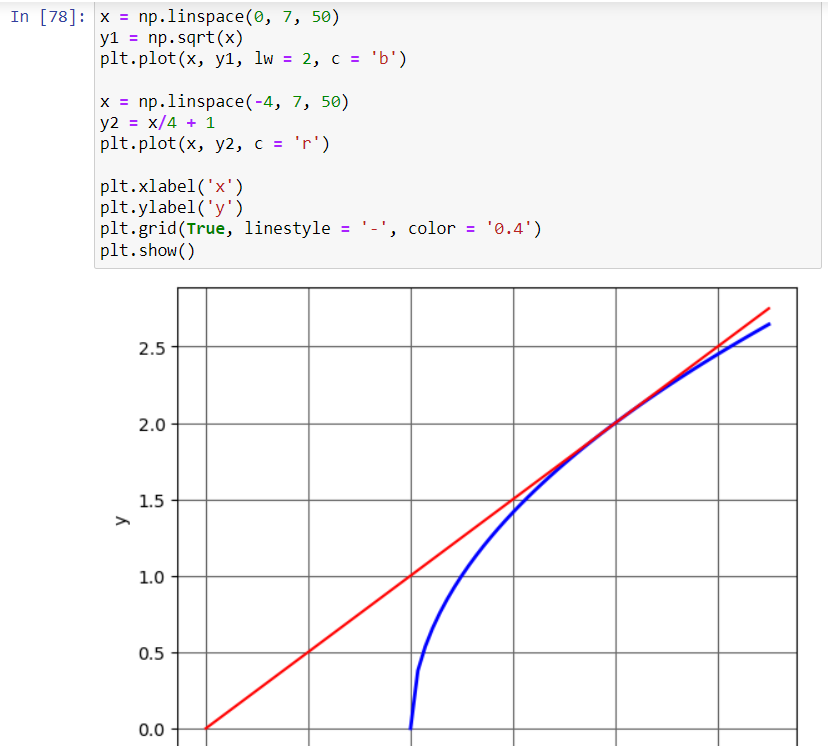 In [78]: x = np.linspace(0, 7, 50)
y1 = np.sqrt(x)
plt.plot(x, y1, lw = 2, c = 'b')
x = np.linspace(-4, 7, 50)
y2 = x/4 + 1
plt.plot(x, y2, c = 'r')
plt.xlabel('x')
plt.ylabel('y')
plt.grid(True, linestyle = '-', color = '0.4')
plt.show()
2.5
2.0
1.5
y
1.0
0.5
0.0